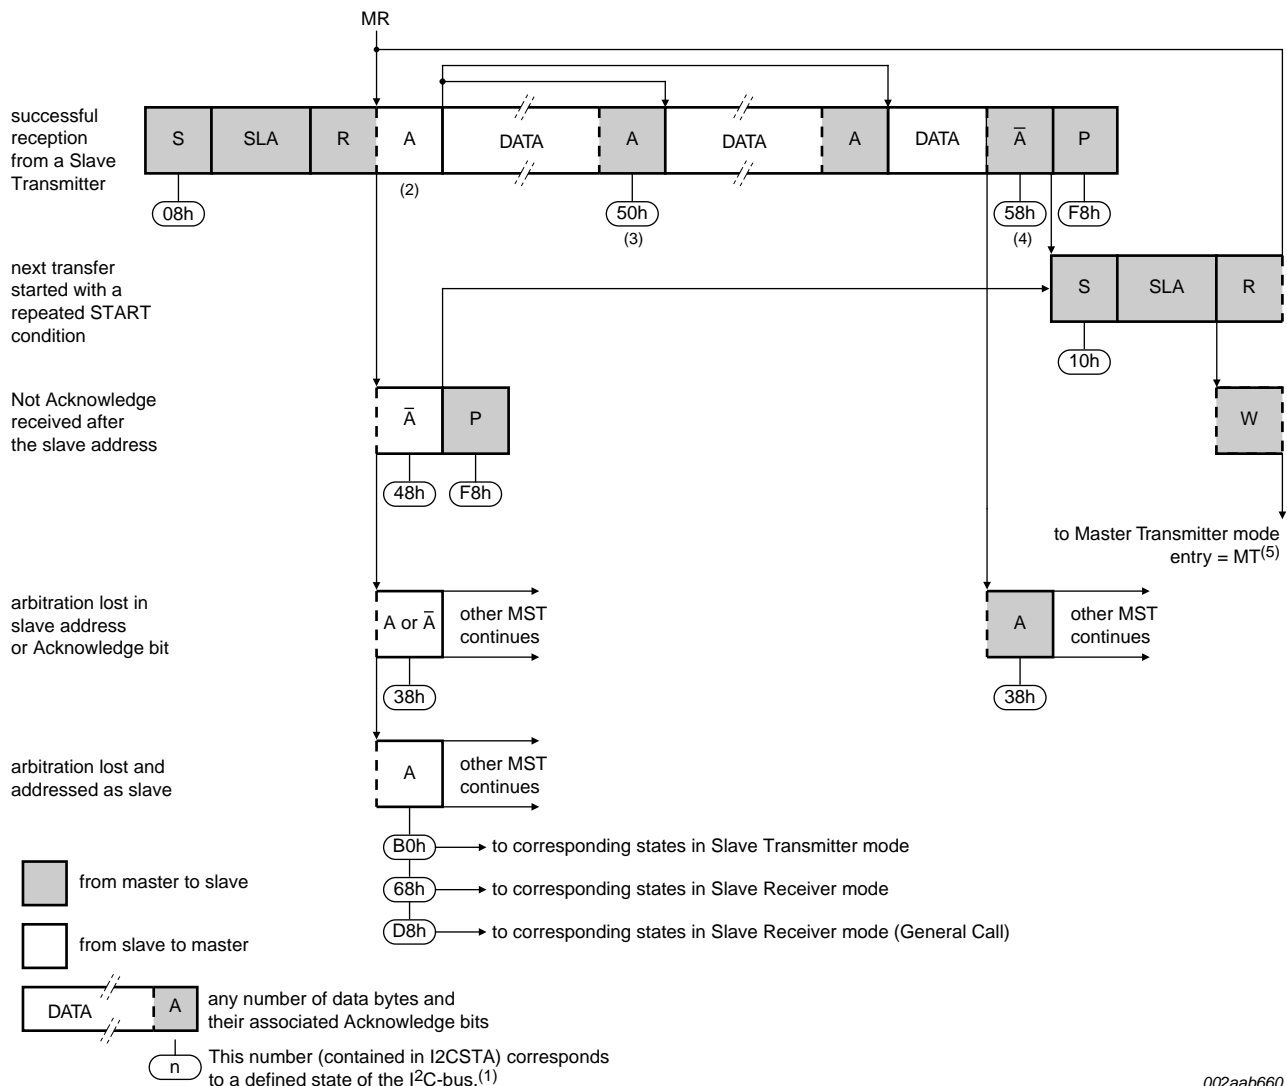 MR
successful
reception
from a Slave
Transmitter
S SLA R A DATA A DATA A DATA A̅ P
(2)
08h 50h 58h F8h
(3) (4)
next transfer
started with a
repeated START
condition
S SLA R
10h
Not Acknowledge
received after
the slave address
A̅ P W
48h F8h
to Master Transmitter mode
entry = MT(5)
arbitration lost in
slave address
or Acknowledge bit
A or A̅ other MST
continues
A other MST
continues
38h 38h
arbitration lost and
addressed as slave
A other MST
continues
B0h to corresponding states in Slave Transmitter mode
68h to corresponding states in Slave Receiver mode
D8h to corresponding states in Slave Receiver mode (General Call)
from master to slave
from slave to master
DATA A any number of data bytes and
their associated Acknowledge bits
n This number (contained in I2CSTA) corresponds
to a defined state of the I2C-bus.(1)
002aab660